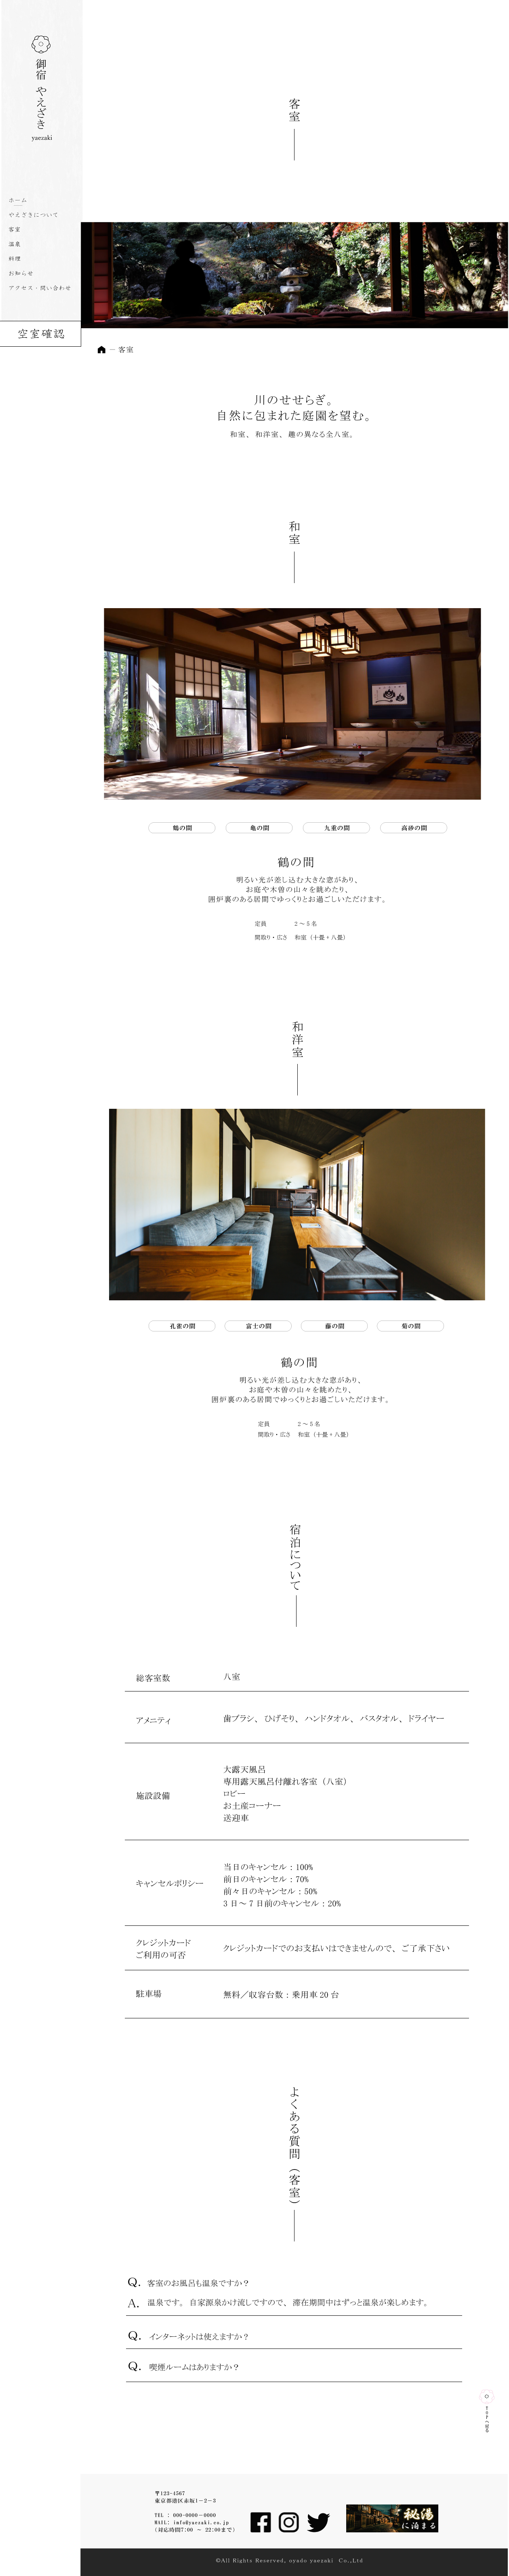 御宿 やえざき
yaezaki
ホーム
やえざきについて
客室
温泉
料理
お知らせ
アクセス・問い合わせ
空室確認
客室
― 客室
川のせせらぎ。
自然に包まれた庭園を望む。
和室、和洋室、趣の異なる全八室。
和室
鶴の間 亀の間 九重の間 高砂の間
鶴の間
明るい光が差し込む大きな窓があり、
お庭や木曽の山々を眺めたり、
囲炉裏のある居間でゆっくりとお過ごしいただけます。
定員 2～5名
間取り・広さ 和室（十畳+八畳）
和洋室
孔雀の間 富士の間 藤の間 菊の間
鶴の間
明るい光が差し込む大きな窓があり、
お庭や木曽の山々を眺めたり、
囲炉裏のある居間でゆっくりとお過ごしいただけます。
定員 2～5名
間取り・広さ 和室（十畳+八畳）
宿泊について
総客室数 八室
アメニティ 歯ブラシ、ひげそり、ハンドタオル、バスタオル、ドライヤー
施設設備 大露天風呂
専用露天風呂付離れ客室（八室）
ロビー
お土産コーナー
送迎車
キャンセルポリシー 当日のキャンセル：100%
前日のキャンセル：70%
前々日のキャンセル：50%
3日～7日前のキャンセル：20%
クレジットカード
ご利用の可否 クレジットカードでのお支払いはできませんので、ご了承下さい
駐車場 無料／収容台数：乗用車20台
よくある質問（客室）
Q. 客室のお風呂も温泉ですか？
A. 温泉です。自家源泉かけ流しですので、滞在期間中はずっと温泉が楽しめます。
Q. インターネットは使えますか？
Q. 喫煙ルームはありますか？
TOPへ戻る
〒123-4567
東京都港区赤坂1-2-3
TEL : 000-0000-0000
MAIL: info@yaezaki.co.jp
(対応時間7:00 ～ 22:00まで)
秘湯
に泊まる
©All Rights Reserved, oyado yaezaki Co.,Ltd